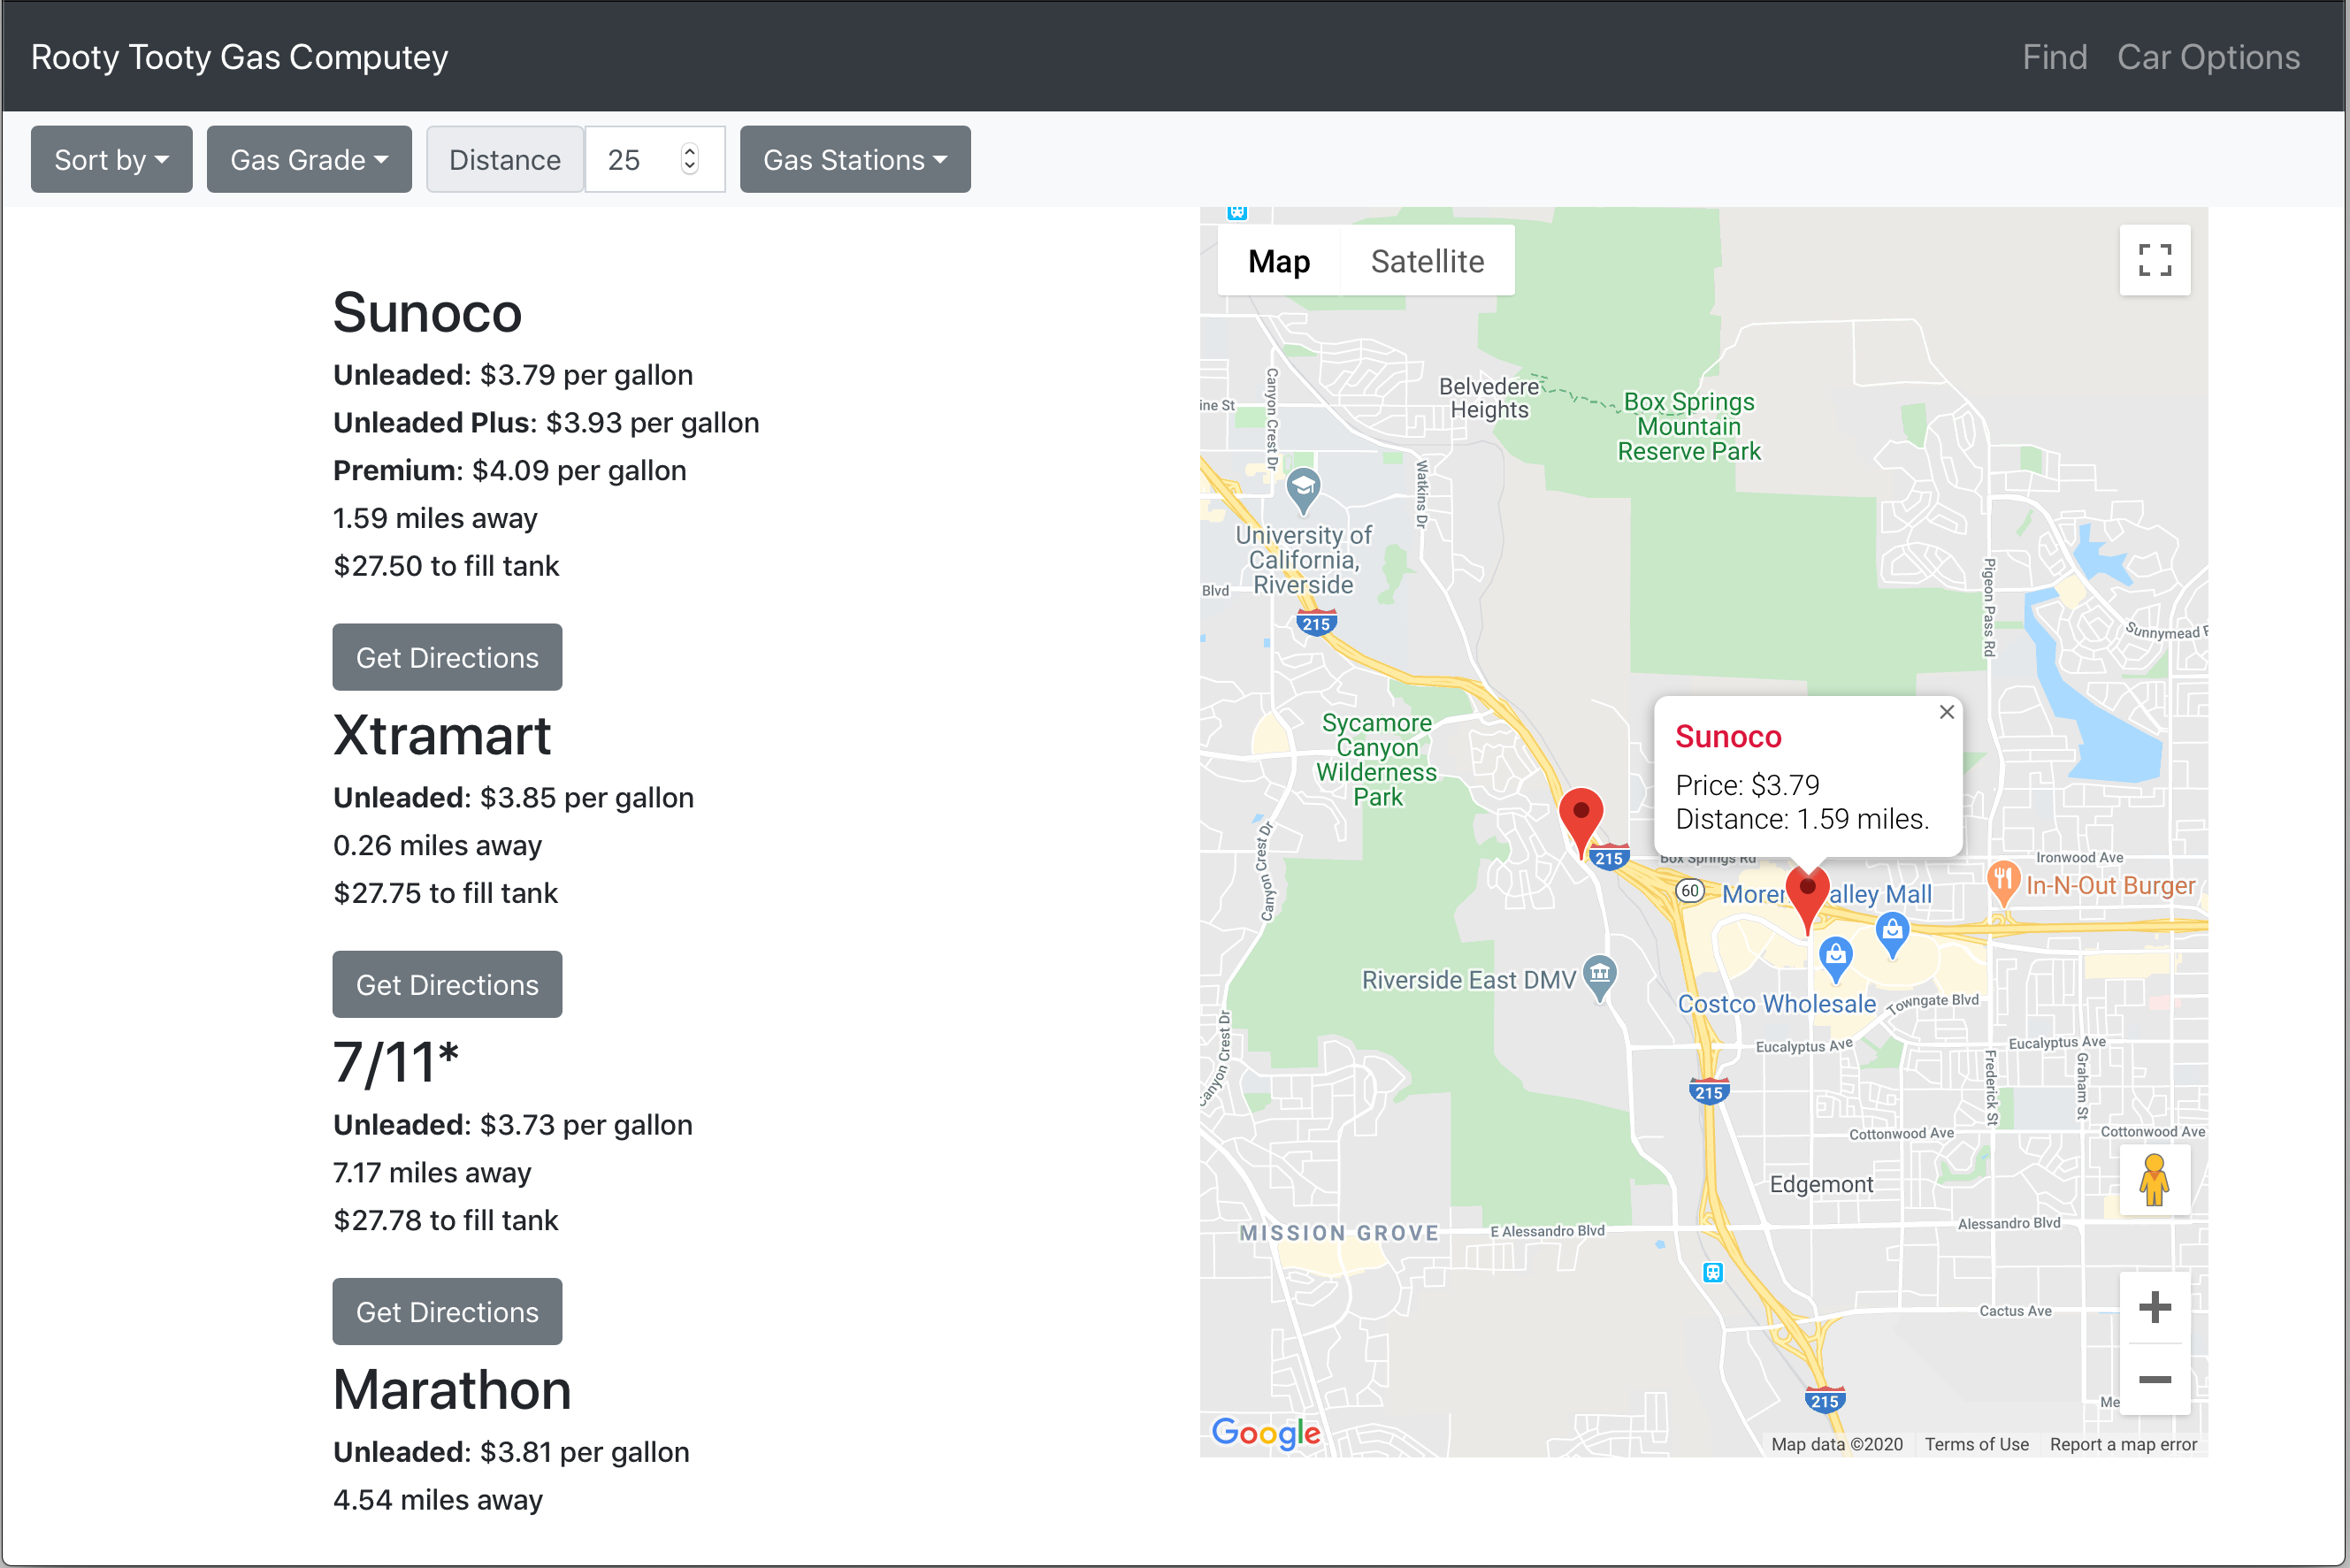 Rooty Tooty Gas Computey
Find
Car Options
Sort by
Gas Grade
Distance
25
Gas Stations
Sunoco
Unleaded: $3.79 per gallon
Unleaded Plus: $3.93 per gallon
Premium: $4.09 per gallon
1.59 miles away
$27.50 to fill tank
Get Directions
Xtramart
Unleaded: $3.85 per gallon
0.26 miles away
$27.75 to fill tank
Get Directions
7/11*
Unleaded: $3.73 per gallon
7.17 miles away
$27.78 to fill tank
Get Directions
Marathon
Unleaded: $3.81 per gallon
4.54 miles away
Map
Satellite
Canyon Crest Dr
ine St
Belvedere
Heights
Box Springs
Mountain
Reserve Park
Watkins Dr
University of
California,
Riverside
Blvd
215
Pigeon Pass Rd
Sunnymead
Sycamore
Canyon
Wilderness
Park
Sunoco
Price: $3.79
Distance: 1.59 miles.
Canyon Crest Dr
215
Box Springs Rd
Ironwood Ave
60
Moren
alley Mall
In-N-Out Burger
Riverside East DMV
Costco Wholesale
Towngate Blvd
Canyon Crest Dr
Eucalyptus Ave
Eucalyptus Ave
215
Frederick St
Graham St
Cottonwood Ave
Cottonwood Ave
Edgemont
MISSION GROVE
E Alessandro Blvd
Alessandro Blvd
Cactus Ave
215
Me
Google
Map data ©2020
Terms of Use
Report a map error